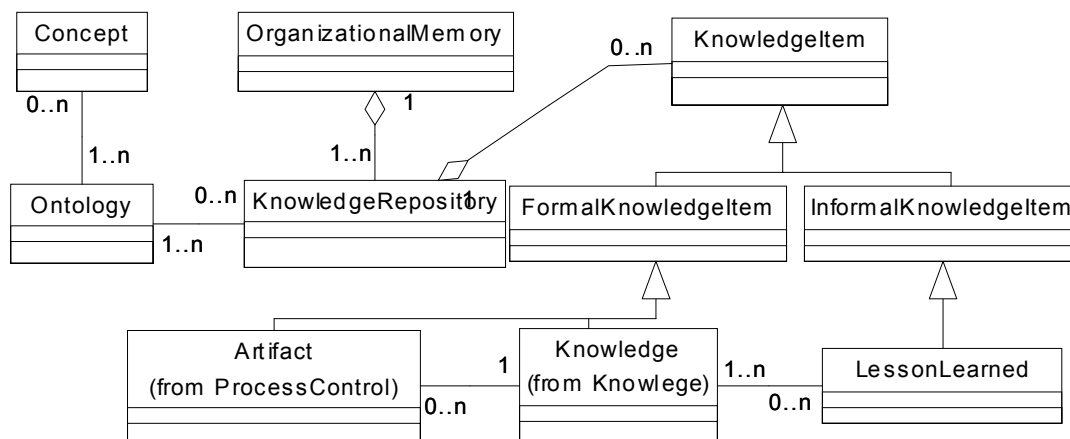 Concept
OrganizationalMemory
KnowledgeItem
0..n
0..n
1
1..n
1..n
Ontology
0..n
KnowledgeRepository
1
FormalKnowledgeItem
InformalKnowledgeItem
1..n
Artifact
(from ProcessControl)
1
0..n
Knowledge
(from Knowlege)
1..n
0..n
LessonLearned